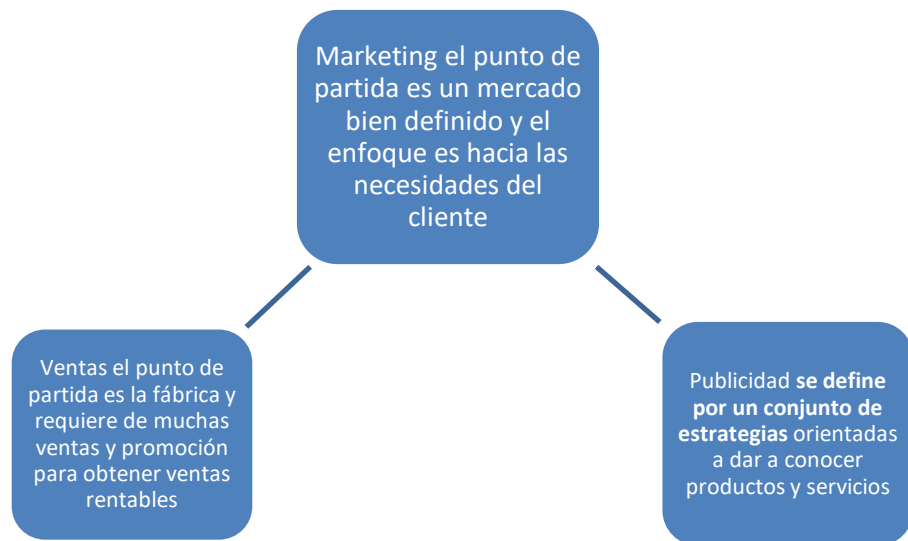 Marketing el punto de
partida es un mercado
bien definido y el
enfoque es hacia las
necesidades del
cliente
Ventas el punto de
partida es la fábrica y
requiere de muchas
ventas y promoción
para obtener ventas
rentables
Publicidad se define
por un conjunto de
estrategias orientadas
a dar a conocer
productos y servicios